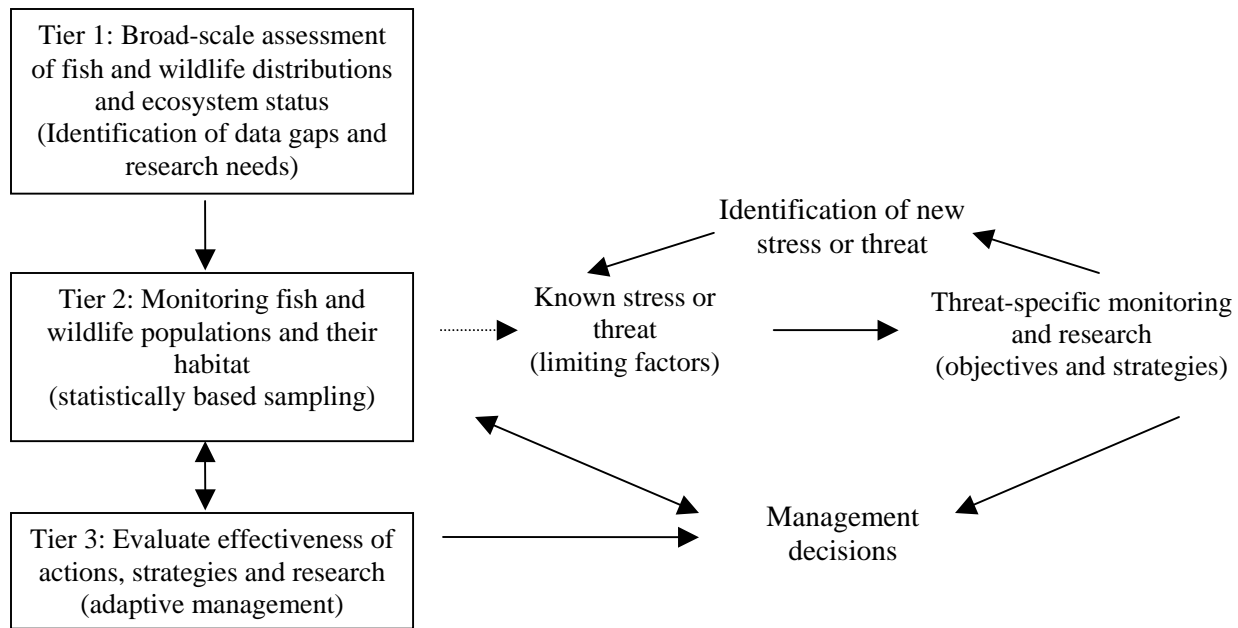 Tier 1: Broad-scale assessment
of fish and wildlife distributions
and ecosystem status
(Identification of data gaps and
research needs)
Identification of new
stress or threat
Tier 2: Monitoring fish and
wildlife populations and their
habitat
(statistically based sampling)
Known stress or
threat
(limiting factors)
Threat-specific monitoring
and research
(objectives and strategies)
Tier 3: Evaluate effectiveness of
actions, strategies and research
(adaptive management)
Management
decisions